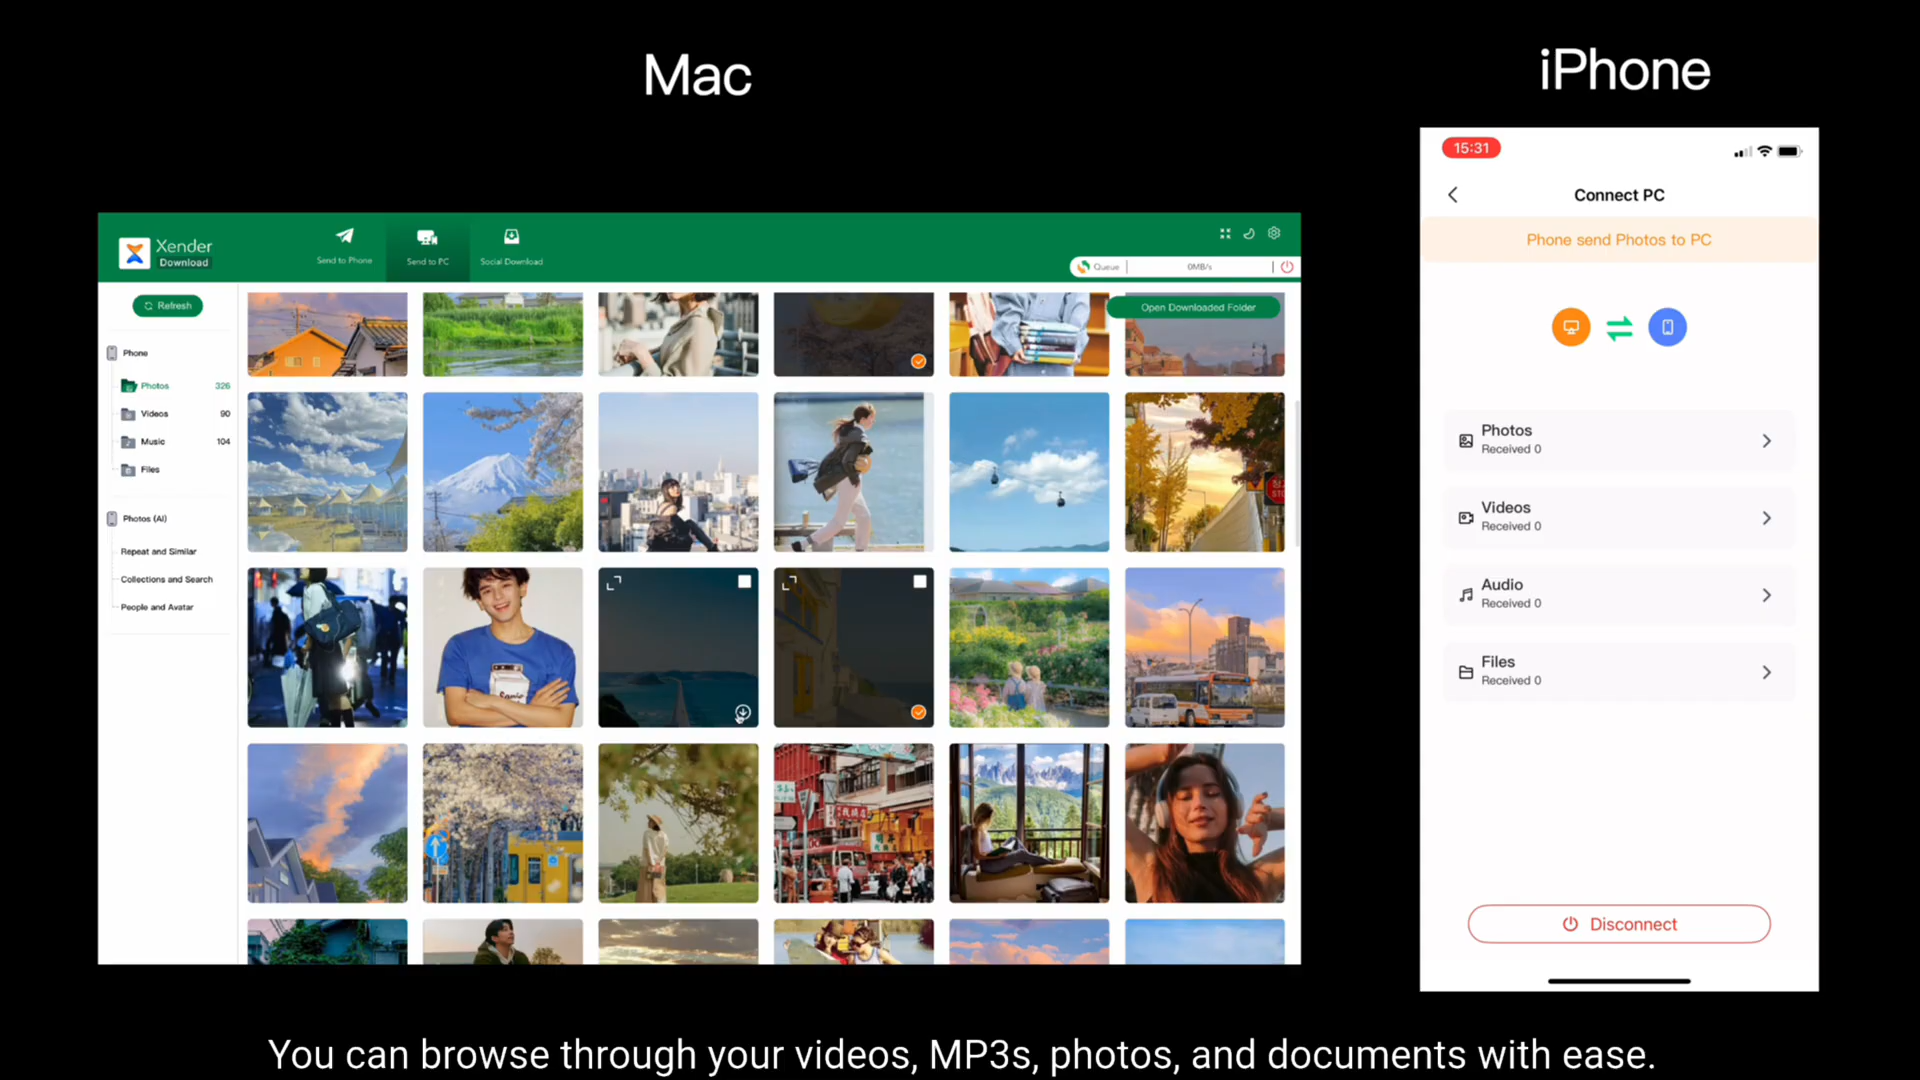 Mac
iPhone
Xender
Download
Send to Phone
Send to PC
Social Download
Queue
0MB/s
Refresh
Open Downloaded Folder
Phone
Photos 326
Videos 90
Music 104
Files
Photos (AI)
Repeat and Similar
Collections and Search
People and Avatar
15:31
Connect PC
Phone send Photos to PC
Photos
Received 0
Videos
Received 0
Audio
Received 0
Files
Received 0
Disconnect
You can browse through your videos, MP3s, photos, and documents with ease.